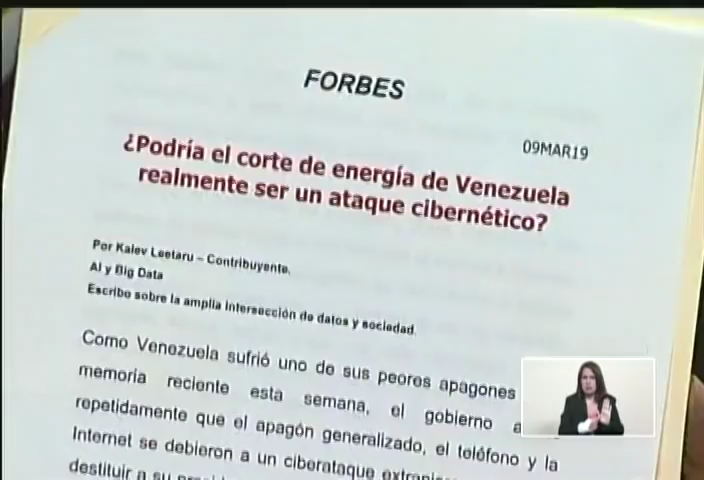 FORBES
09MAR19
¿Podría el corte de energía de Venezuela
realmente ser un ataque cibernético?
Por Kalev Leetaru – Contribuyente.
AI y Big Data
Escribo sobre la amplia intersección de datos y sociedad.
Como Venezuela sufrió uno de sus peores apagones
memoria reciente esta semana, el gobierno
repetidamente que el apagón generalizado, el teléfono y la
Internet se debieron a un ciberataque
destituir a su